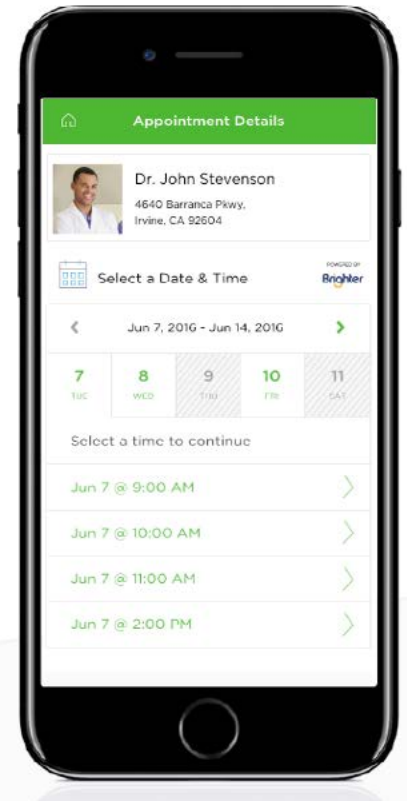 Appointment Details
Dr. John Stevenson
4640 Barranca Pkwy,
Irvine, CA 92604
Select a Date & Time
POWERED BY
Brighter
Jun 7, 2016 - Jun 14, 2016
7 8 9 10 11
TUE WED THU FRI SAT
Select a time to continue
Jun 7 @ 9:00 AM
Jun 7 @ 10:00 AM
Jun 7 @ 11:00 AM
Jun 7 @ 2:00 PM